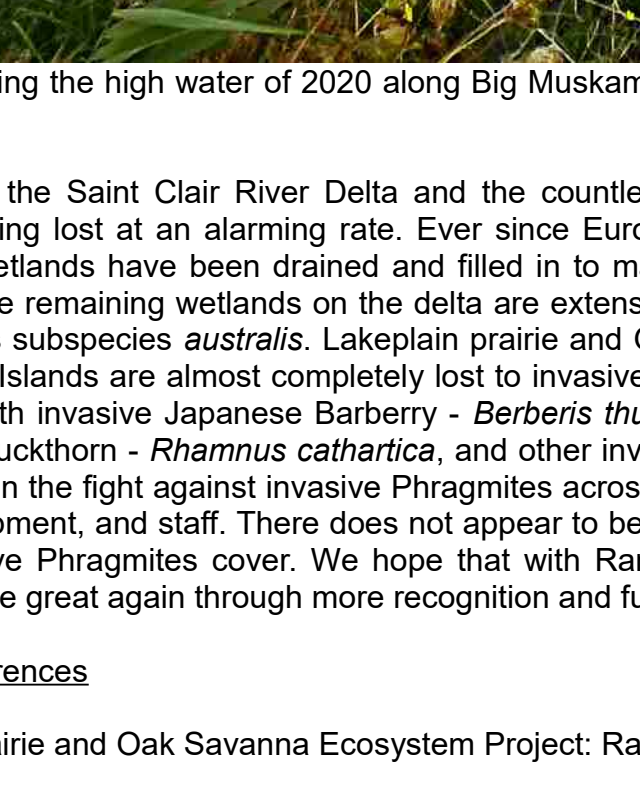 ing the high water of 2020 along Big Muskam
the Saint Clair River Delta and the countle
ing lost at an alarming rate. Ever since Euro
etlands have been drained and filled in to ma
e remaining wetlands on the delta are extens
s subspecies australis. Lakeplain prairie and O
Islands are almost completely lost to invasive
th invasive Japanese Barberry - Berberis thu
uckthorn - Rhamnus cathartica, and other inv
n the fight against invasive Phragmites acros
pment, and staff. There does not appear to be
ve Phragmites cover. We hope that with Ram
e great again through more recognition and fu
rences
airie and Oak Savanna Ecosystem Project: Ra